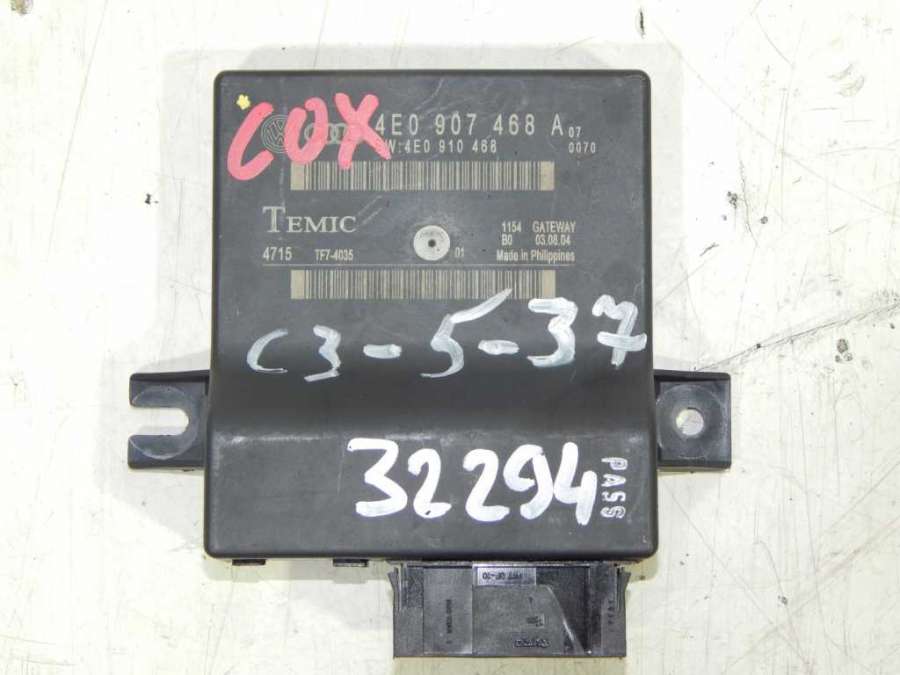 COX
4E0 907 468 A 07
W:4E0 910 468 0070
TEMIC
1154 GATEWAY
B0 03.08.04
4715 TF7-4035 01 Made in Philippines
C3-5-37
32294
PASS